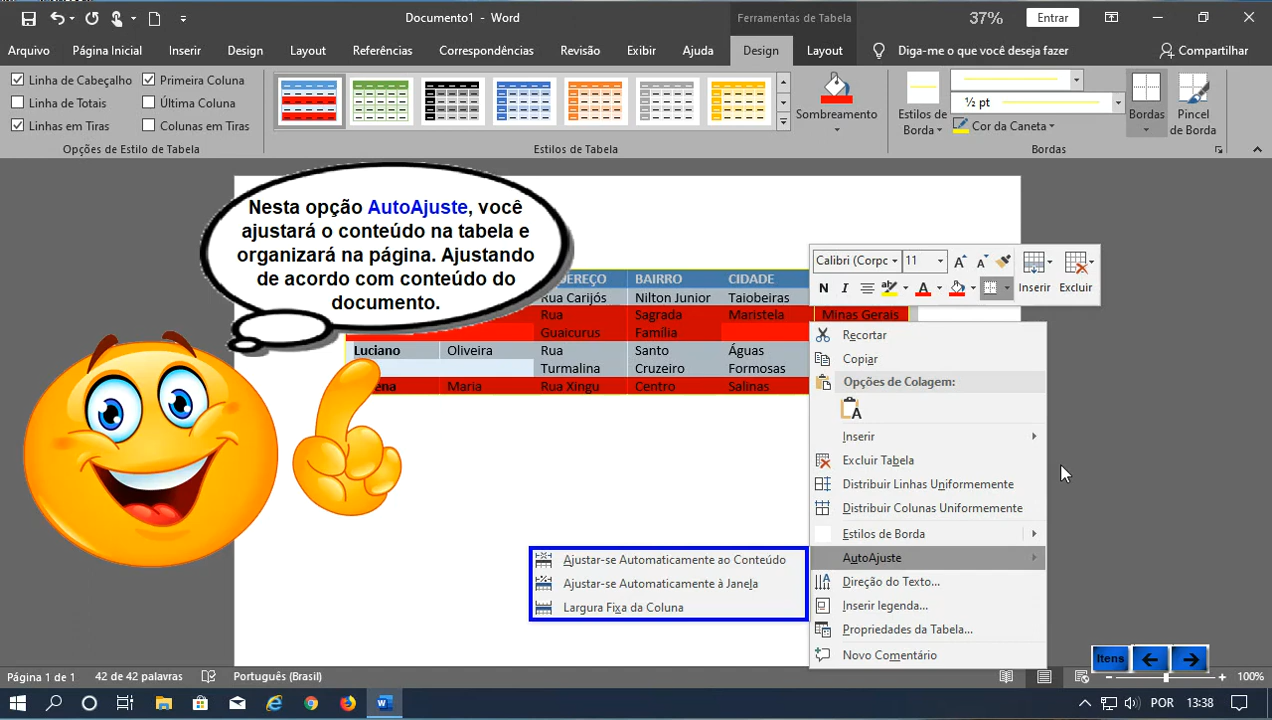 Documento1 - Word
Ferramentas de Tabela
37%
Entrar
Arquivo
Página Inicial
Inserir
Design
Layout
Referências
Correspondências
Revisão
Exibir
Ajuda
Design
Layout
Diga-me o que você deseja fazer
Compartilhar
Linha de Cabeçalho
Primeira Coluna
Linha de Totais
Última Coluna
Linhas em Tiras
Colunas em Tiras
Opções de Estilo de Tabela
Estilos de Tabela
Sombreamento
Estilos de
Borda
½ pt
Cor da Caneta
Bordas
Pincel
de Borda
Bordas
Nesta opção AutoAjuste, você
ajustará o conteúdo na tabela e
organizará na página. Ajustando
de acordo com conteúdo do
documento.
BAIRRO
CIDADE
Rua Carijós
Nilton Junior
Taiobeiras
Rua
Sagrada
Maristela
Minas Gerais
Guaicurus
Família
Luciano
Oliveira
Rua
Santo
Águas
Turmalina
Cruzeiro
Formosas
Maria
Rua Xingu
Centro
Salinas
Calibri (Corpc
11
A
A
N
I
A
Inserir
Excluir
Recortar
Copiar
Opções de Colagem:
A
Inserir
Excluir Tabela
Distribuir Linhas Uniformemente
Distribuir Colunas Uniformemente
Estilos de Borda
AutoAjuste
Direção do Texto...
Inserir legenda...
Propriedades da Tabela...
Novo Comentário
Ajustar-se Automaticamente ao Conteúdo
Ajustar-se Automaticamente à Janela
Largura Fixa da Coluna
Itens
Página 1 de 1
42 de 42 palavras
Português (Brasil)
100%
POR
13:38